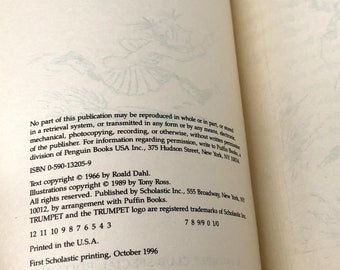 No part of this publication may be reproduced in whole or in part, or stored
in a retrieval system, or transmitted in any form or by any means, electronic,
mechanical, photocopying, recording, or otherwise, without written permission
of the publisher. For information regarding permission, write to Puffin Books, a
division of Penguin Books USA Inc., 375 Hudson Street, New York, NY 10014.
ISBN 0-590-13205-9
Text copyright © 1966 by Roald Dahl.
Illustrations copyright © 1989 by Tony Ross.
All rights reserved. Published by Scholastic Inc., 555 Broadway, New York, NY
10012, by arrangement with Puffin Books.
TRUMPET and the TRUMPET logo are registered trademarks of Scholastic Inc.
12 11 10 9 8 7 6 5 4 3 7 8 9/9 0 1/0
Printed in the U.S.A.
First Scholastic printing, October 1996